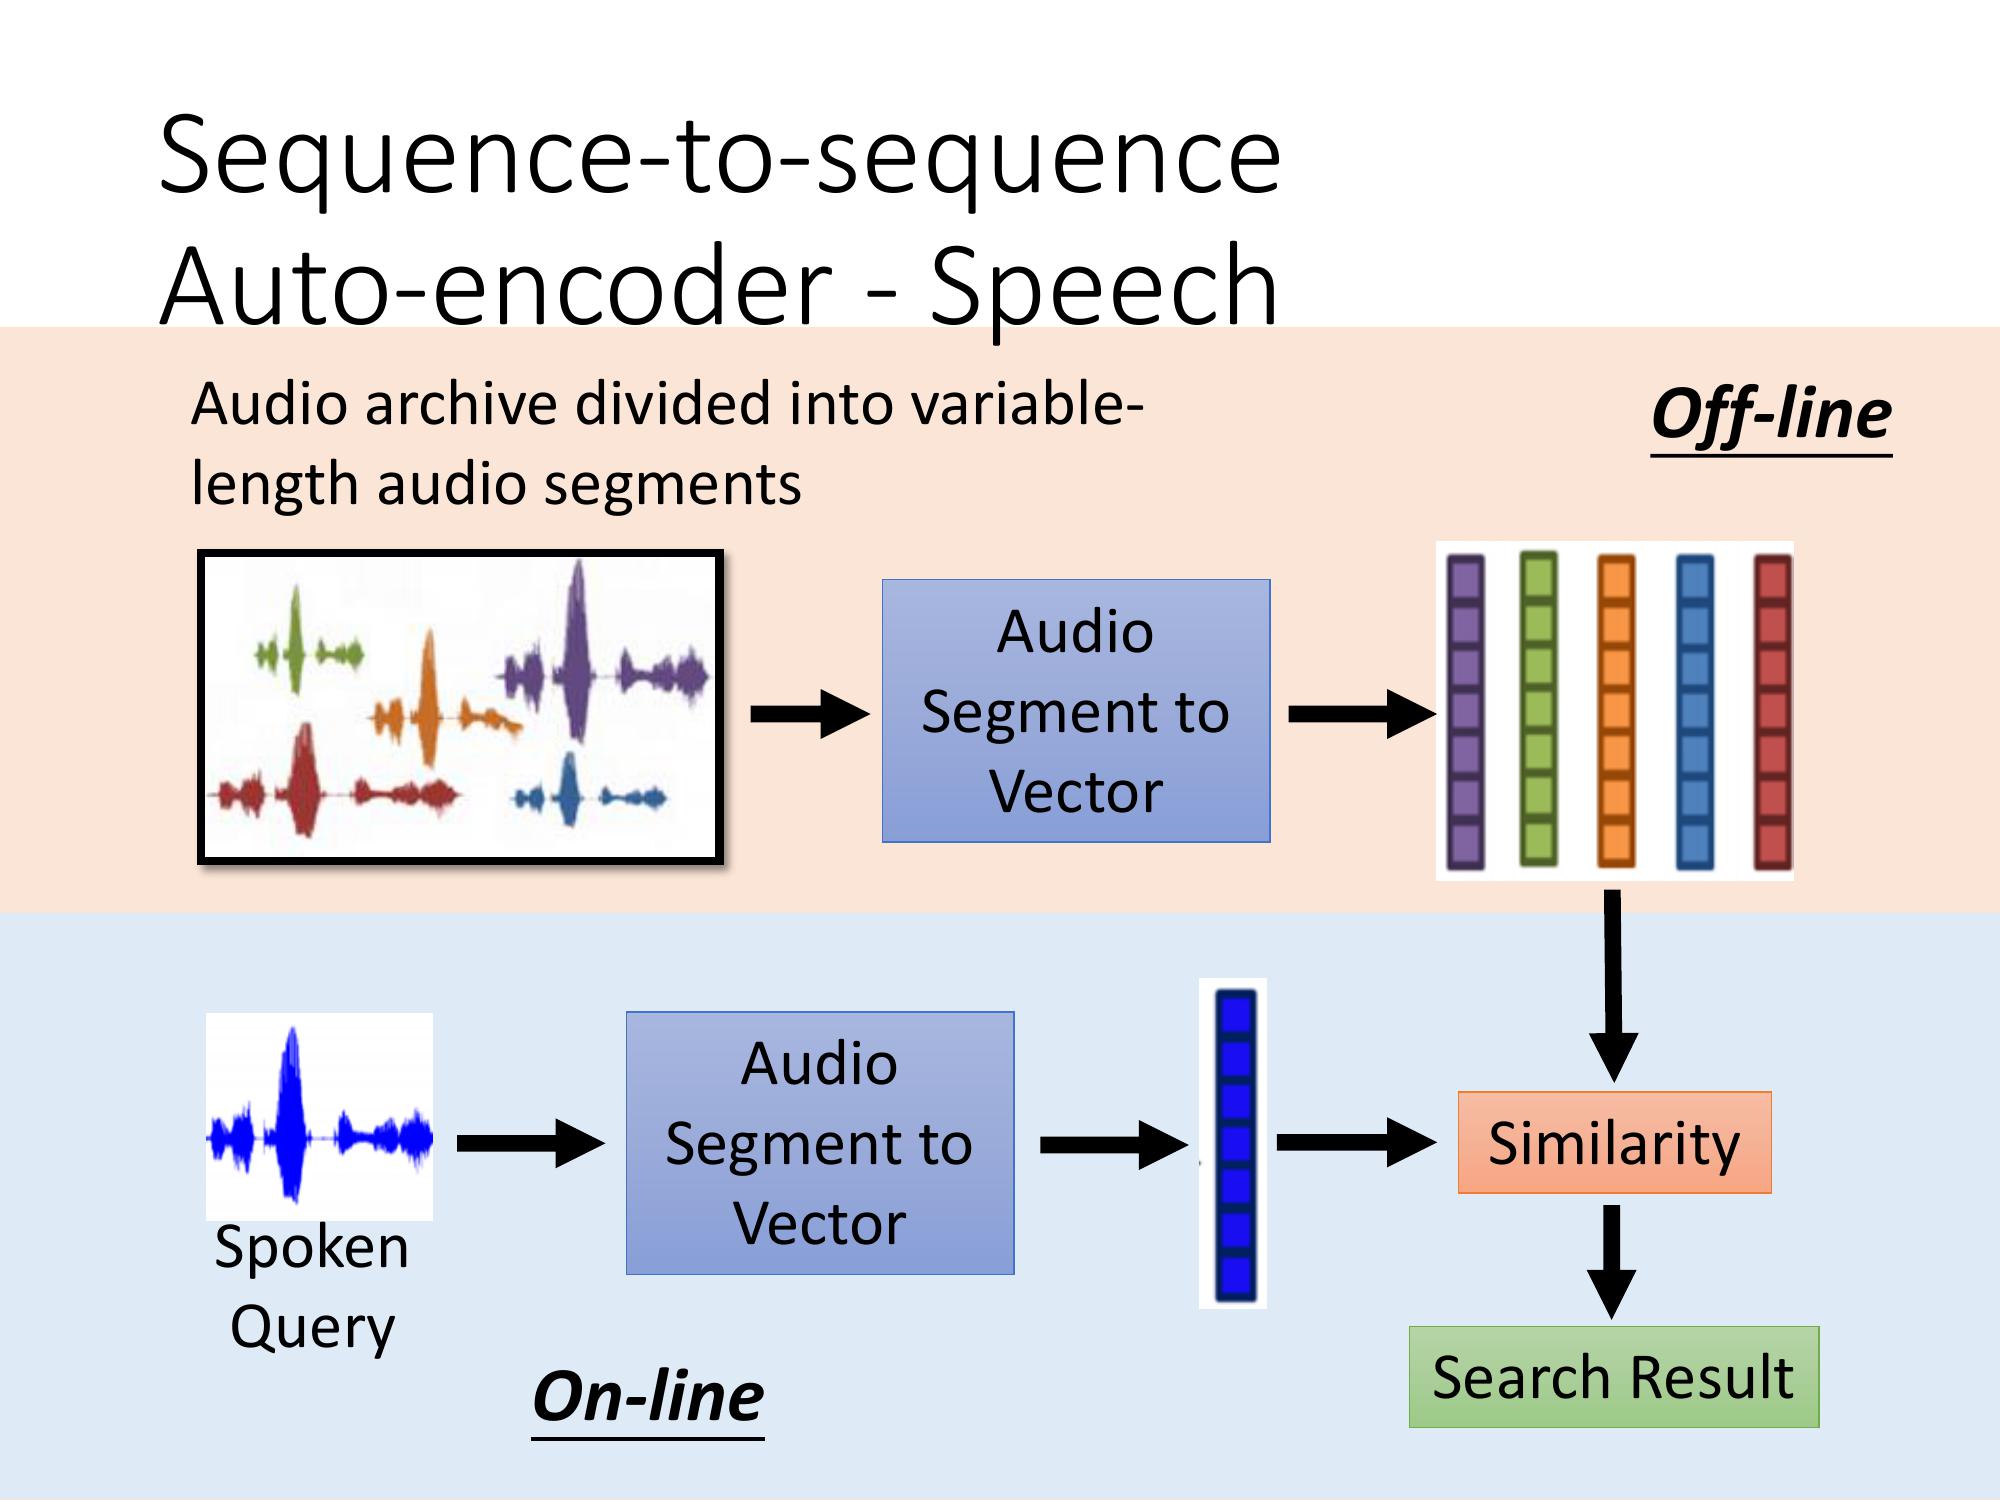 Sequence-to-sequence
Auto-encoder - Speech
Audio archive divided into variable-
length audio segments
Off-line
Audio
Segment to
Vector
Audio
Segment to
Vector
Similarity
Spoken
Query
Search Result
On-line